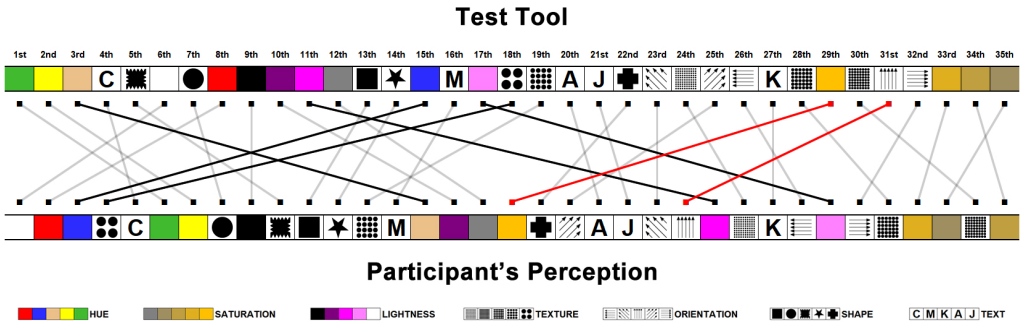 Test Tool
1st 2nd 3rd 4th 5th 6th 7th 8th 9th 10th 11th 12th 13th 14th 15th 16th 17th 18th 19th 20th 21st 22nd 23rd 24th 25th 26th 27th 28th 29th 30th 31st 32nd 33rd 34th 35th
C M A J K
C M A J K
Participant's Perception
HUE SATURATION LIGHTNESS TEXTURE ORIENTATION SHAPE C M K A J TEXT